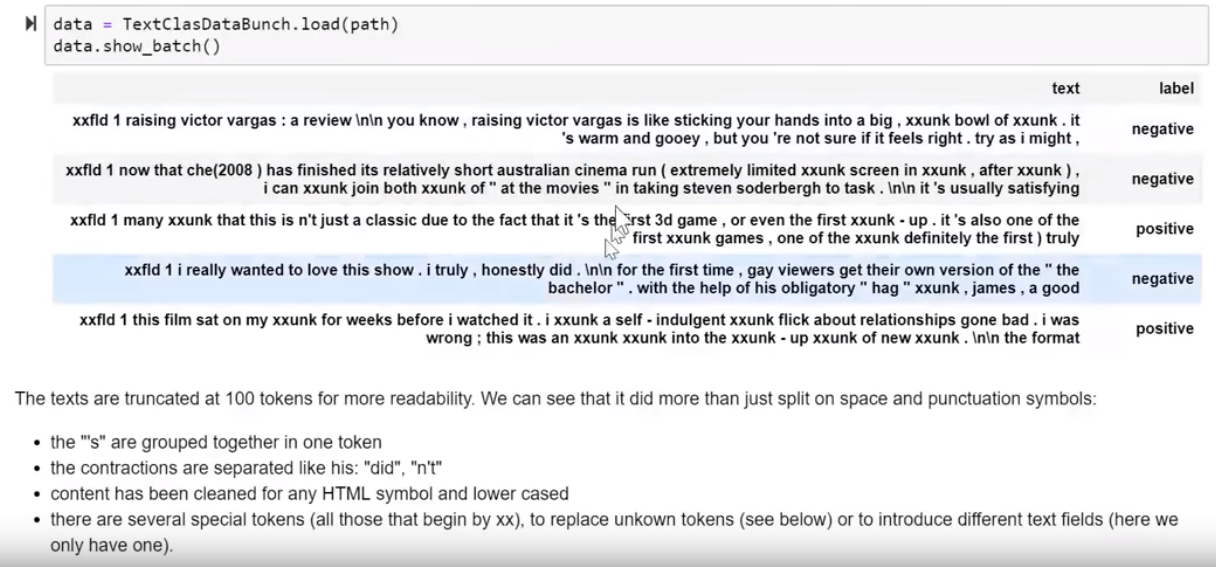 data = TextClasDataBunch.load(path)
data.show_batch()
text label
xxfld 1 raising victor vargas : a review \n\n you know , raising victor vargas is like sticking your hands into a big , xxunk bowl of xxunk . it
's warm and gooey , but you 're not sure if it feels right . try as i might ,
negative
xxfld 1 now that che(2008 ) has finished its relatively short australian cinema run ( extremely limited xxunk screen in xxunk , after xxunk ) ,
i can xxunk join both xxunk of " at the movies " in taking steven soderbergh to task . \n\n it 's usually satisfying
negative
xxfld 1 many xxunk that this is n't just a classic due to the fact that it 's the first 3d game , or even the first xxunk - up . it 's also one of the
first xxunk games , one of the xxunk definitely the first ) truly
positive
xxfld 1 i really wanted to love this show . i truly , honestly did . \n\n for the first time , gay viewers get their own version of the " the
bachelor " . with the help of his obligatory " hag " xxunk , james , a good
negative
xxfld 1 this film sat on my xxunk for weeks before i watched it . i xxunk a self - indulgent xxunk flick about relationships gone bad . i was
wrong ; this was an xxunk xxunk into the xxunk - up xxunk of new xxunk . \n\n the format
positive
The texts are truncated at 100 tokens for more readability. We can see that it did more than just split on space and punctuation symbols:
• the "'s" are grouped together in one token
• the contractions are separated like his: "did", "n't"
• content has been cleaned for any HTML symbol and lower cased
• there are several special tokens (all those that begin by xx), to replace unkown tokens (see below) or to introduce different text fields (here we
only have one).